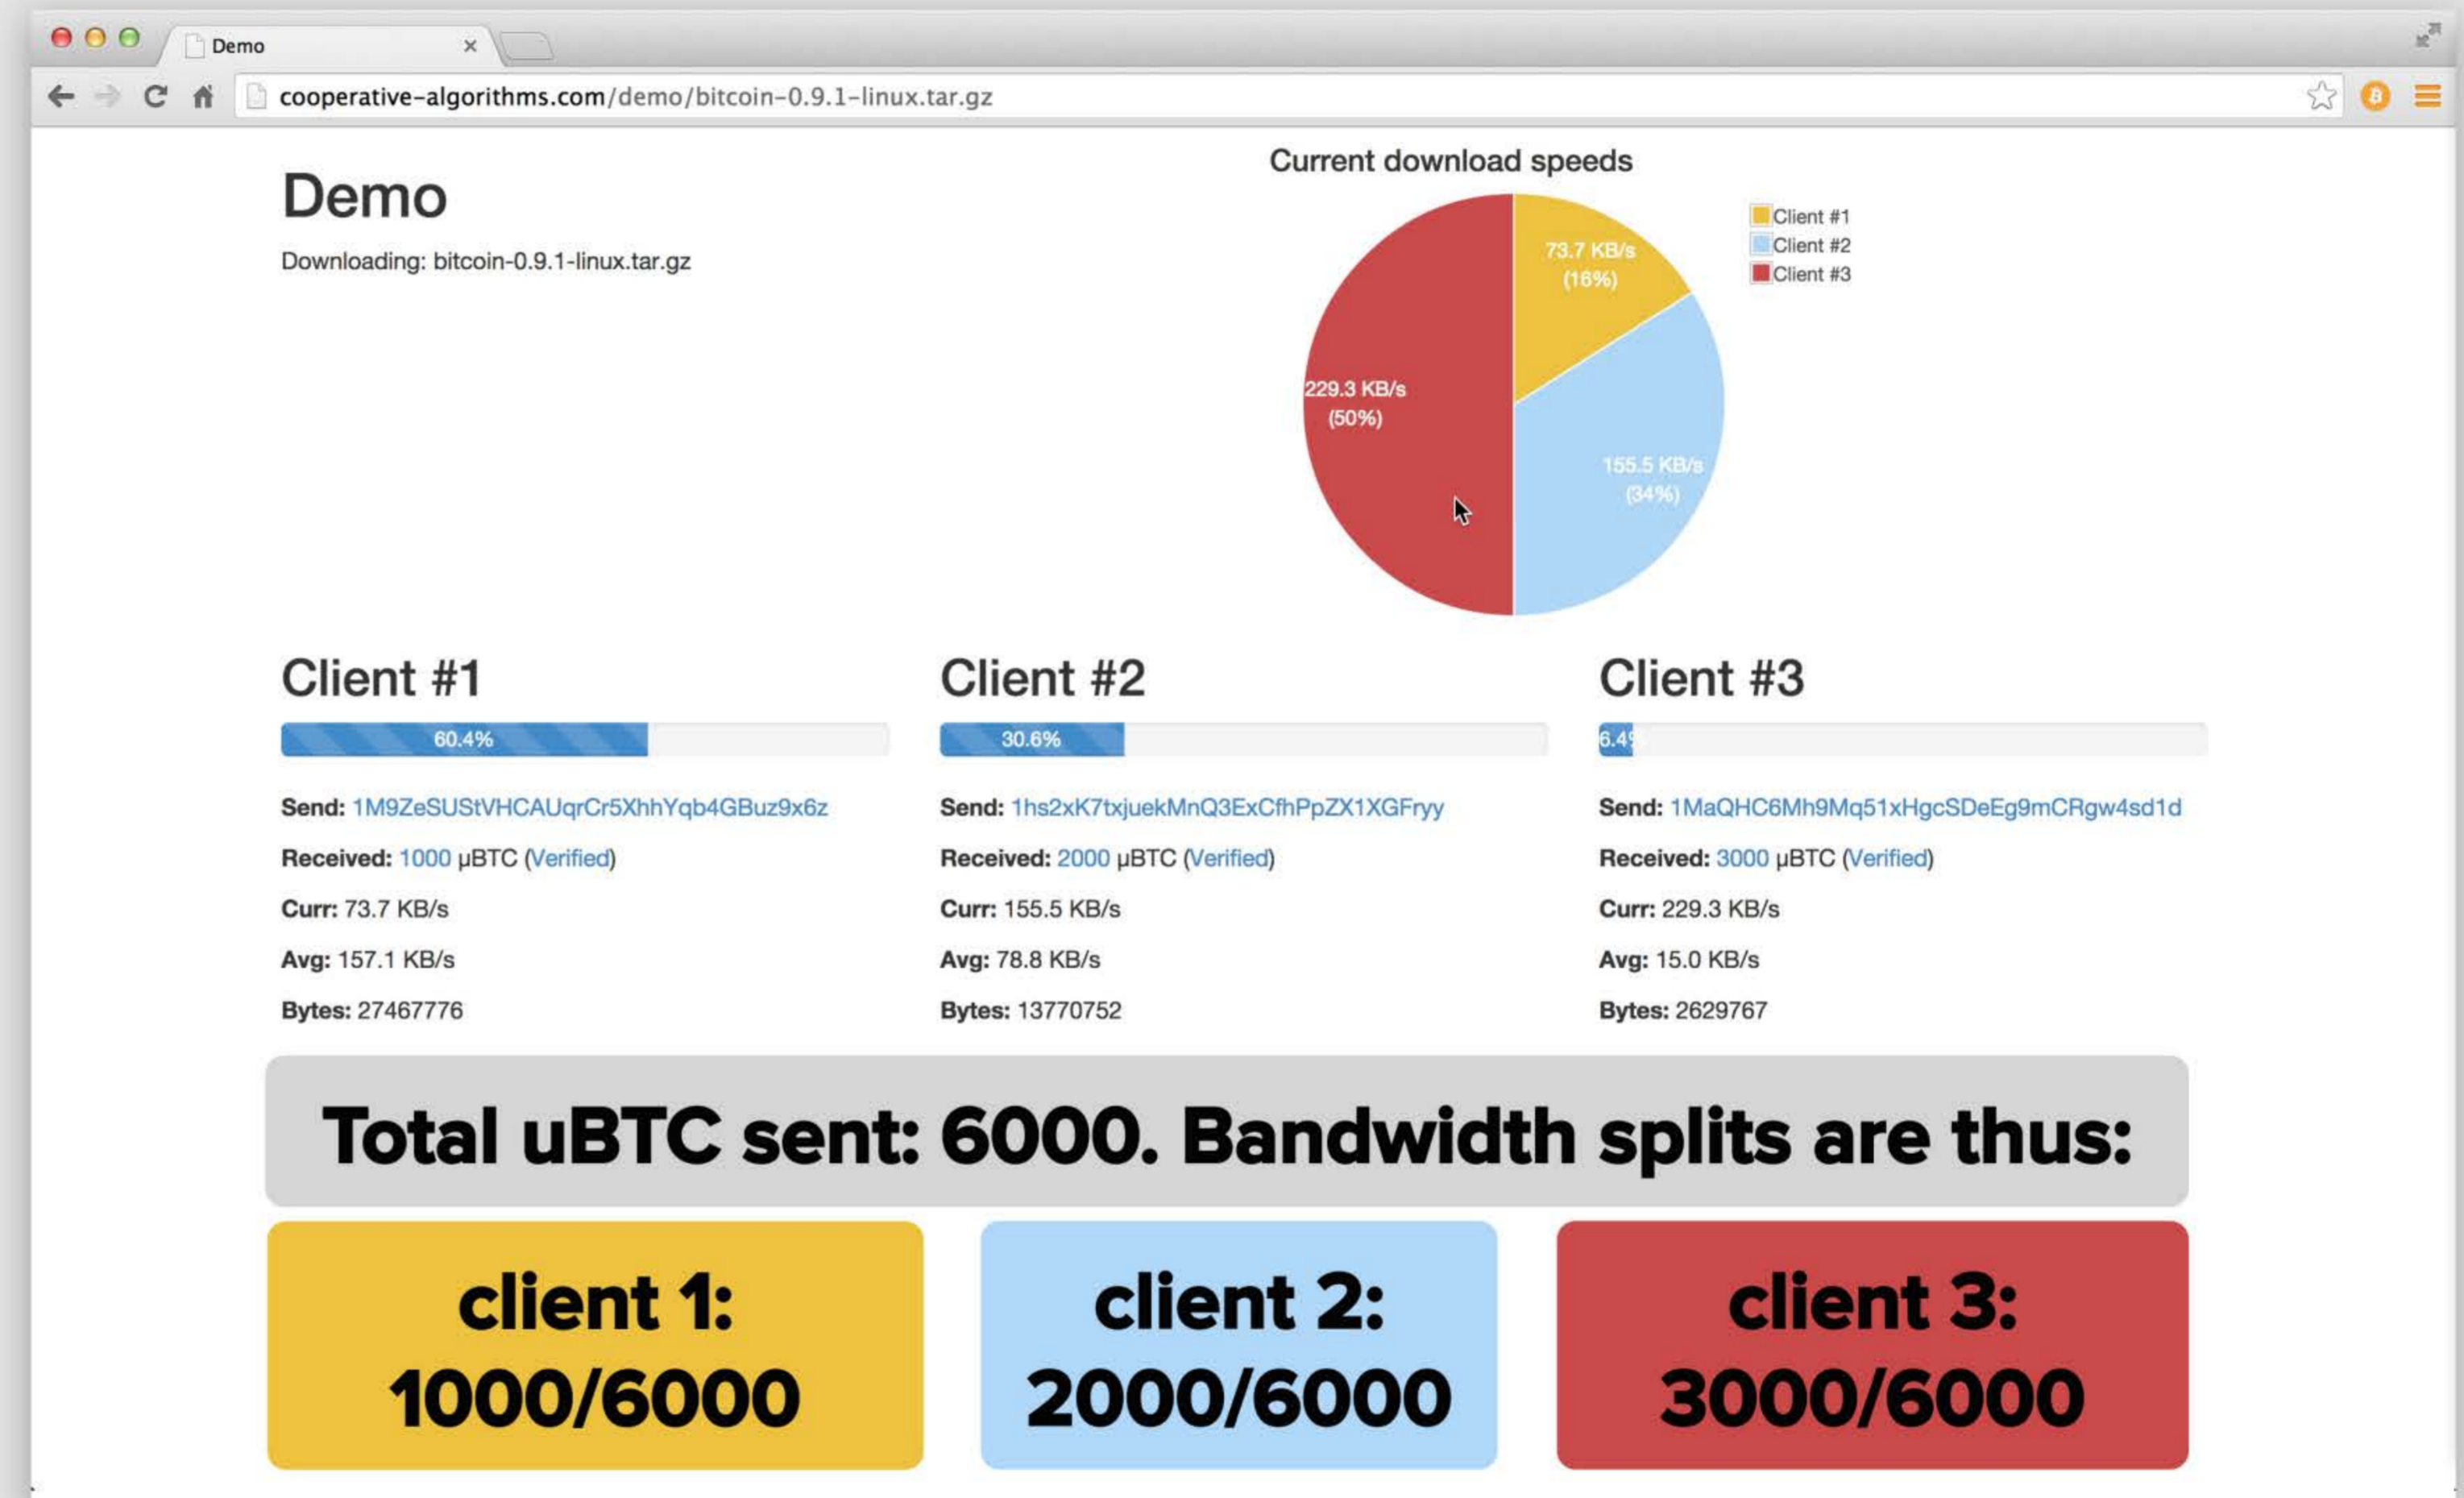 Demo
cooperative-algorithms.com/demo/bitcoin-0.9.1-linux.tar.gz
Demo
Downloading: bitcoin-0.9.1-linux.tar.gz
Current download speeds
73.7 KB/s
(16%)
229.3 KB/s
(50%)
155.5 KB/s
(34%)
Client #1
Client #2
Client #3
Client #1
60.4%
Send: 1M9ZeSUStVHCAUqrCr5XhhYqb4GBuz9x6z
Received: 1000 µBTC (Verified)
Curr: 73.7 KB/s
Avg: 157.1 KB/s
Bytes: 27467776
Client #2
30.6%
Send: 1hs2xK7txjuekMnQ3ExCfhPpZX1XGFryy
Received: 2000 µBTC (Verified)
Curr: 155.5 KB/s
Avg: 78.8 KB/s
Bytes: 13770752
Client #3
6.4%
Send: 1MaQHC6Mh9Mq51xHgcSDeEg9mCRgw4sd1d
Received: 3000 µBTC (Verified)
Curr: 229.3 KB/s
Avg: 15.0 KB/s
Bytes: 2629767
Total uBTC sent: 6000. Bandwidth splits are thus:
client 1:
1000/6000
client 2:
2000/6000
client 3:
3000/6000